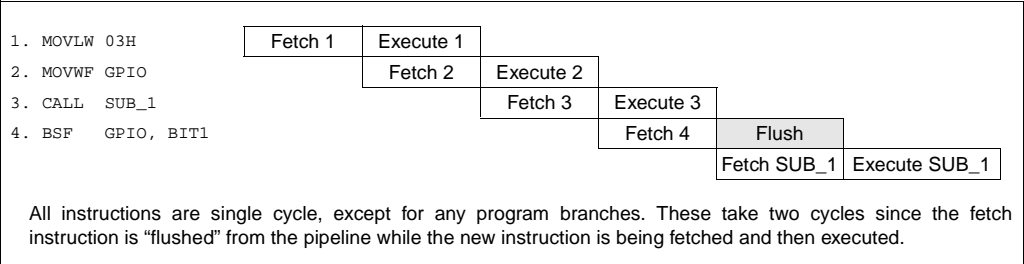 1. MOVLW 03H Fetch 1 Execute 1
2. MOVWF GPIO Fetch 2 Execute 2
3. CALL SUB_1 Fetch 3 Execute 3
4. BSF GPIO, BIT1 Fetch 4 Flush
Fetch SUB_1 Execute SUB_1
All instructions are single cycle, except for any program branches. These take two cycles since the fetch
instruction is “flushed” from the pipeline while the new instruction is being fetched and then executed.